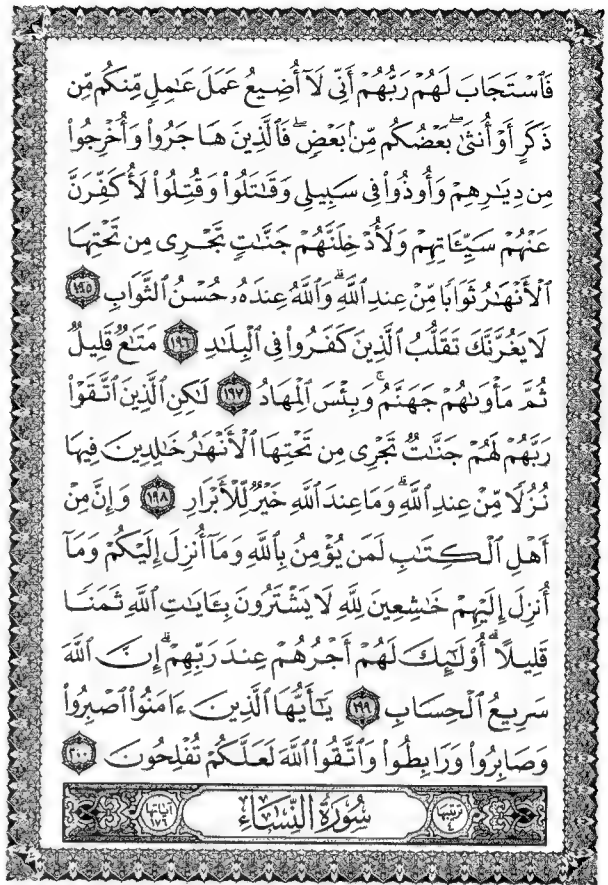 فَٱسْتَجَابَ لَهُمْ رَبُّهُمْ أَنِّى لَآ أُضِيعُ عَمَلَ عَٰمِلٍ مِّنكُم مِّن
ذَكَرٍ أَوْ أُنثَىٰ ۖ بَعْضُكُم مِّنۢ بَعْضٍ ۖ فَٱلَّذِينَ هَاجَرُوا۟ وَأُخْرِجُوا۟
مِن دِيَٰرِهِمْ وَأُوذُوا۟ فِى سَبِيلِى وَقَٰتَلُوا۟ وَقُتِلُوا۟ لَأُكَفِّرَنَّ
عَنْهُمْ سَيِّـَٔاتِهِمْ وَلَأُدْخِلَنَّهُمْ جَنَّٰتٍ تَجْرِى مِن تَحْتِهَا
ٱلْأَنْهَٰرُ ثَوَابًا مِّنْ عِندِ ٱللَّهِ ۗ وَٱللَّهُ عِندَهُۥ حُسْنُ ٱلثَّوَابِ ١٩٥
لَا يَغُرَّنَّكَ تَقَلُّبُ ٱلَّذِينَ كَفَرُوا۟ فِى ٱلْبِلَٰدِ ١٩٦ مَتَٰعٌ قَلِيلٌ
ثُمَّ مَأْوَىٰهُمْ جَهَنَّمُ ۚ وَبِئْسَ ٱلْمِهَادُ ١٩٧ لَٰكِنِ ٱلَّذِينَ ٱتَّقَوْا۟
رَبَّهُمْ لَهُمْ جَنَّٰتٌ تَجْرِى مِن تَحْتِهَا ٱلْأَنْهَٰرُ خَٰلِدِينَ فِيهَا
نُزُلًا مِّنْ عِندِ ٱللَّهِ ۗ وَمَا عِندَ ٱللَّهِ خَيْرٌ لِّلْأَبْرَارِ ١٩٨ وَإِنَّ مِنْ
أَهْلِ ٱلْكِتَٰبِ لَمَن يُؤْمِنُ بِٱللَّهِ وَمَآ أُنزِلَ إِلَيْكُمْ وَمَآ
أُنزِلَ إِلَيْهِمْ خَٰشِعِينَ لِلَّهِ لَا يَشْتَرُونَ بِـَٔايَٰتِ ٱللَّهِ ثَمَنًا
قَلِيلًا ۗ أُو۟لَٰٓئِكَ لَهُمْ أَجْرُهُمْ عِندَ رَبِّهِمْ ۗ إِنَّ ٱللَّهَ
سَرِيعُ ٱلْحِسَابِ ١٩٩ يَٰٓأَيُّهَا ٱلَّذِينَ ءَامَنُوا۟ ٱصْبِرُوا۟
وَصَابِرُوا۟ وَرَابِطُوا۟ وَٱتَّقُوا۟ ٱللَّهَ لَعَلَّكُمْ تُفْلِحُونَ ٢٠٠
ترتيبها ٤ سُورَةُ النِّسَاءِ آياتها ١٧٦